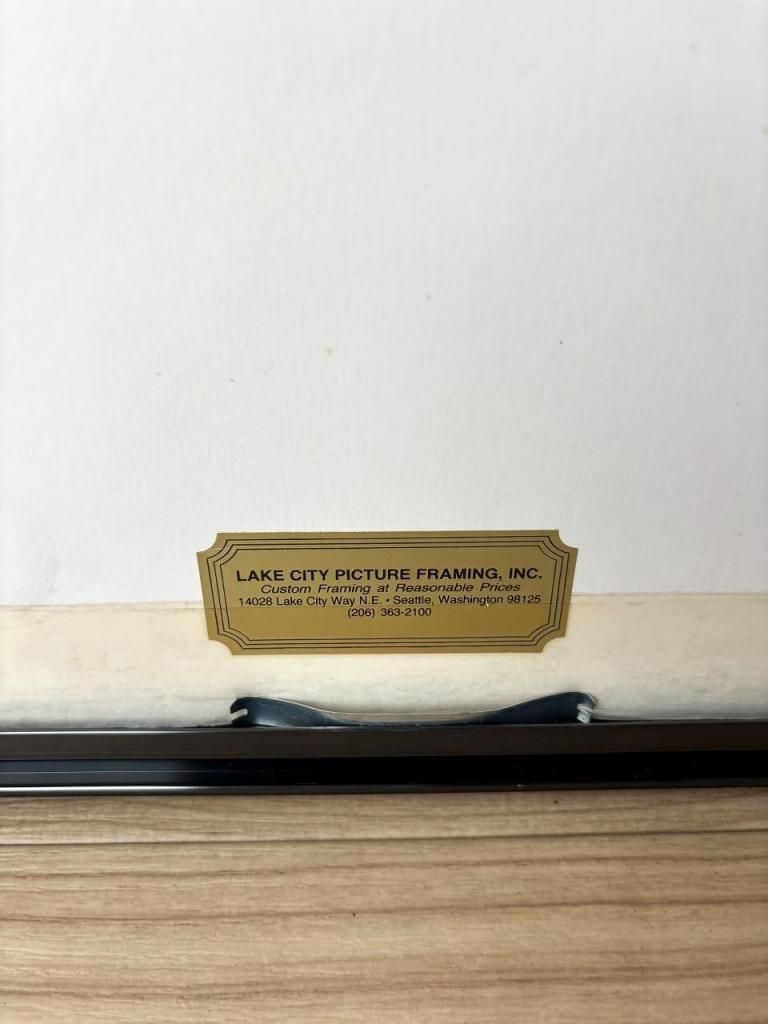 LAKE CITY PICTURE FRAMING, INC.
Custom Framing at Reasonable Prices
14028 Lake City Way N.E. • Seattle, Washington 98125
(206) 363-2100